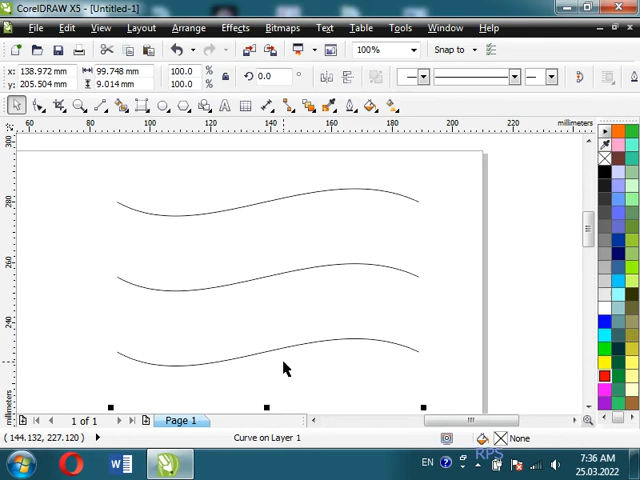 CorelDRAW X5 - [Untitled-1]
File Edit View Layout Arrange Effects Bitmaps Text Table Tools Window Help
100% Snap to
x: 138.972 mm 99.748 mm 100.0 % 0.0 °
y: 205.504 mm 9.014 mm 100.0 %
60 80 100 120 140 160 180 200 220 millimeters
300
280
260
240
millimeters
1 of 1 Page 1
(144.132, 227.120) Curve on Layer 1 None
RPS
W EN 7:36 AM
25.03.2022